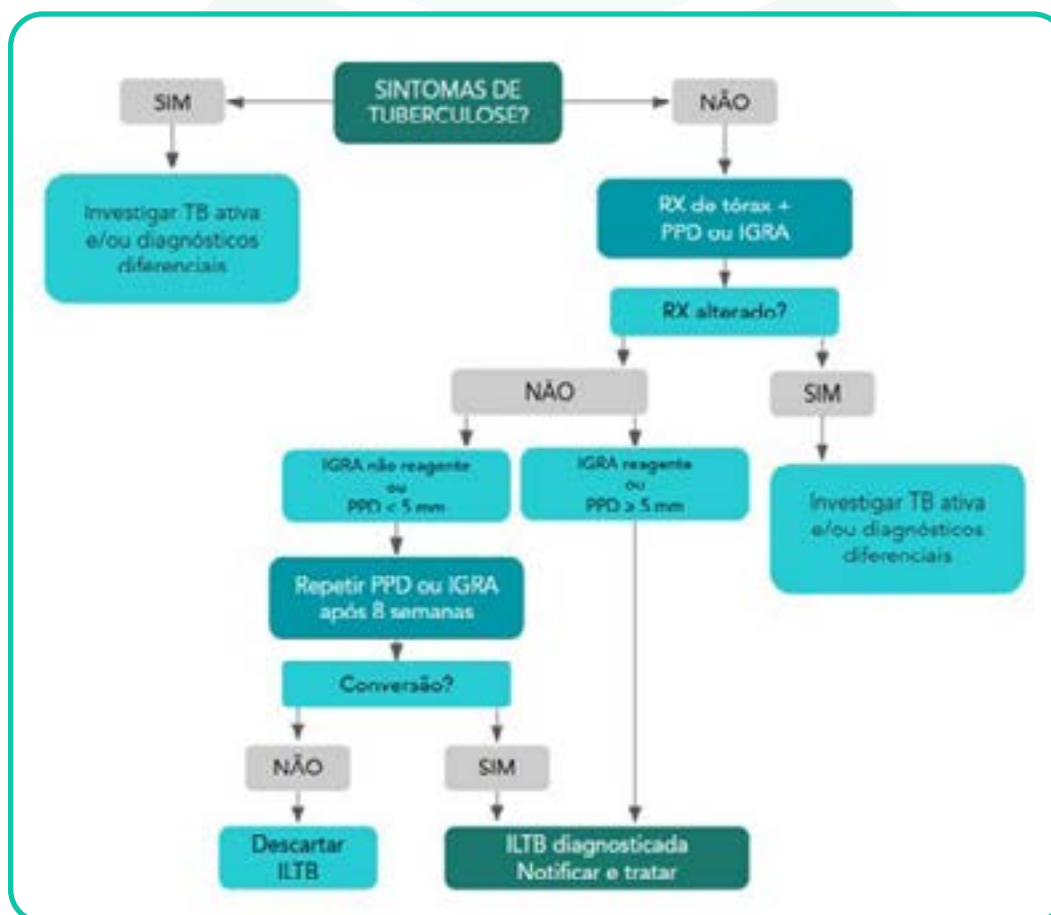 SINTOMAS DE
TUBERCULOSE?
SIM
NÃO
Investigar TB ativa
e/ou diagnósticos
diferenciais
RX de tórax +
PPD ou IGRA
RX alterado?
NÃO
SIM
IGRA não reagente
ou
PPD < 5 mm
IGRA reagente
ou
PPD ≥ 5 mm
Investigar TB ativa
e/ou diagnósticos
diferenciais
Repetir PPD ou IGRA
após 8 semanas
Conversão?
NÃO
SIM
Descartar
ILTB
ILTB diagnosticada
Notificar e tratar